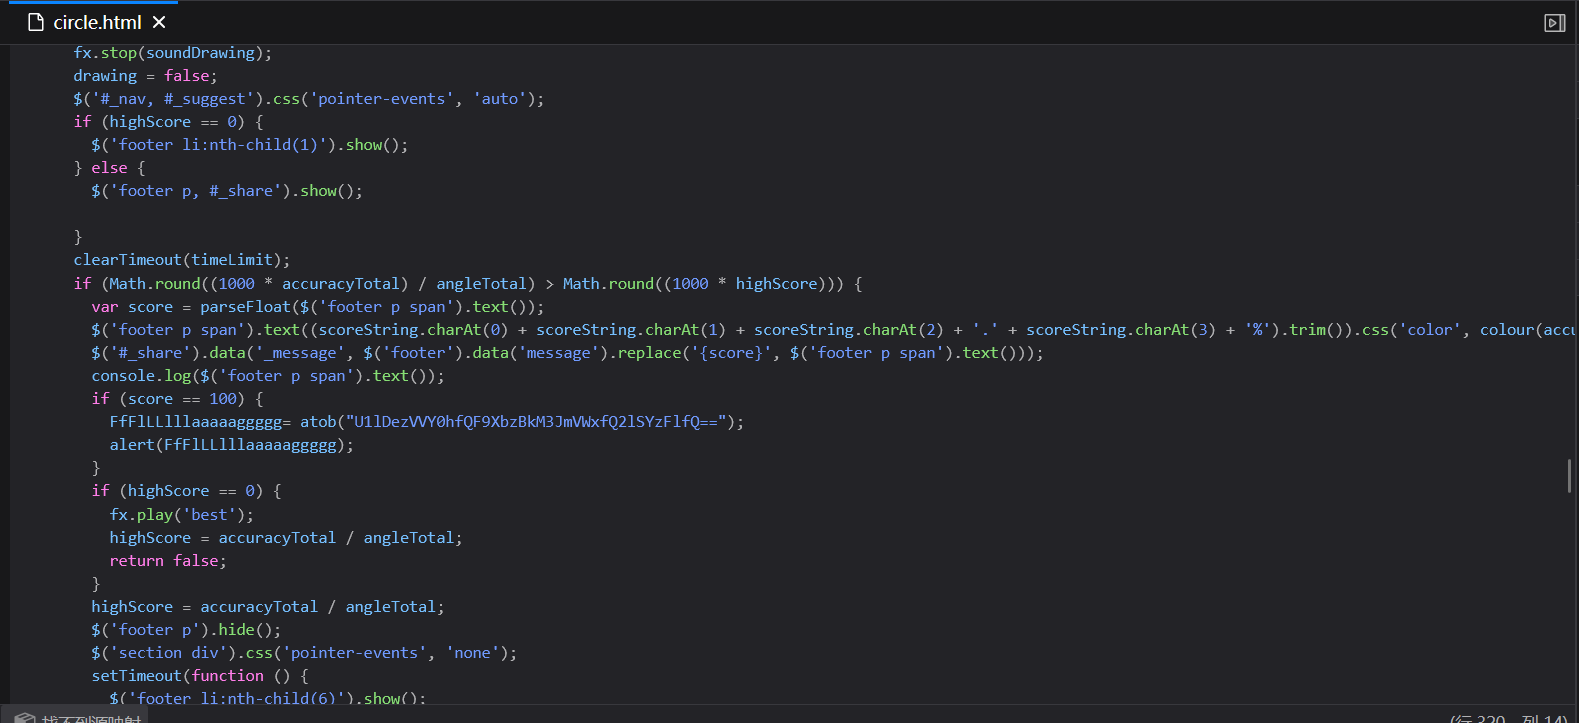 circle.html
fx.stop(soundDrawing);
drawing = false;
$('#_nav, #_suggest').css('pointer-events', 'auto');
if (highScore == 0) {
$('footer li:nth-child(1)').show();
} else {
$('footer p, #_share').show();
}
clearTimeout(timeLimit);
if (Math.round((1000 * accuracyTotal) / angleTotal) > Math.round((1000 * highScore))) {
var score = parseFloat($('footer p span').text());
$('footer p span').text((scoreString.charAt(0) + scoreString.charAt(1) + scoreString.charAt(2) + '.' + scoreString.charAt(3) + '%').trim()).css('color', colour(accu
$('#_share').data('_message', $('footer').data('message').replace('{score}', $('footer p span').text()));
console.log($('footer p span').text());
if (score == 100) {
FfFlLLlllaaaaaggggg= atob("U1lDezVVY0hfQF9XbzBkM3JmVWxfQ2lSYzFlfQ==");
alert(FfFlLLlllaaaaaggggg);
}
if (highScore == 0) {
fx.play('best');
highScore = accuracyTotal / angleTotal;
return false;
}
highScore = accuracyTotal / angleTotal;
$('footer p').hide();
$('section div').css('pointer-events', 'none');
setTimeout(function () {
$('footer li:nth-child(6)').show();
找不到源映射
(行 320, 列 14)